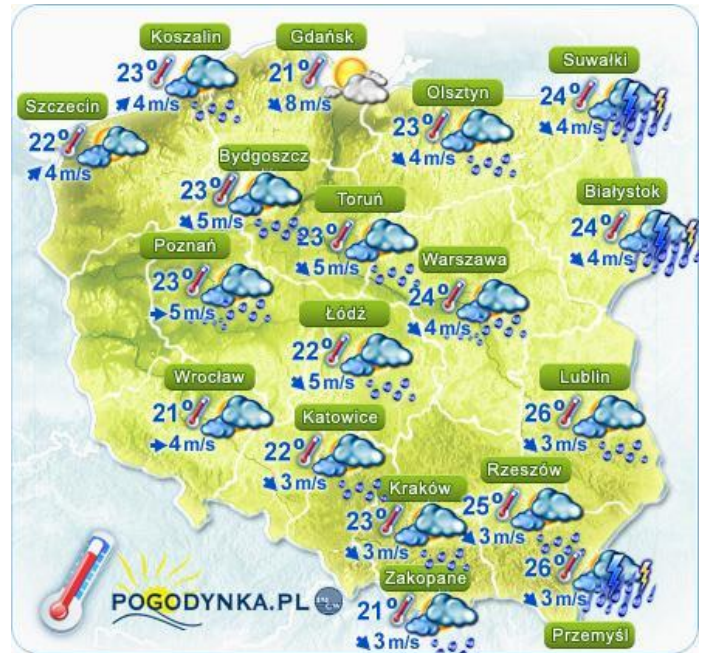 Koszalin
23°
4 m/s
Gdańsk
21°
8 m/s
Suwałki
24°
4 m/s
Szczecin
22°
4 m/s
Olsztyn
23°
4 m/s
Bydgoszcz
23°
5 m/s
Toruń
23°
5 m/s
Białystok
24°
4 m/s
Poznań
23°
5 m/s
Warszawa
24°
4 m/s
Łódź
22°
5 m/s
Wrocław
21°
4 m/s
Lublin
26°
3 m/s
Katowice
22°
3 m/s
Kraków
23°
3 m/s
Rzeszów
25°
3 m/s
26°
3 m/s
Przemyśl
Zakopane
21°
3 m/s
POGODYNKA.PL